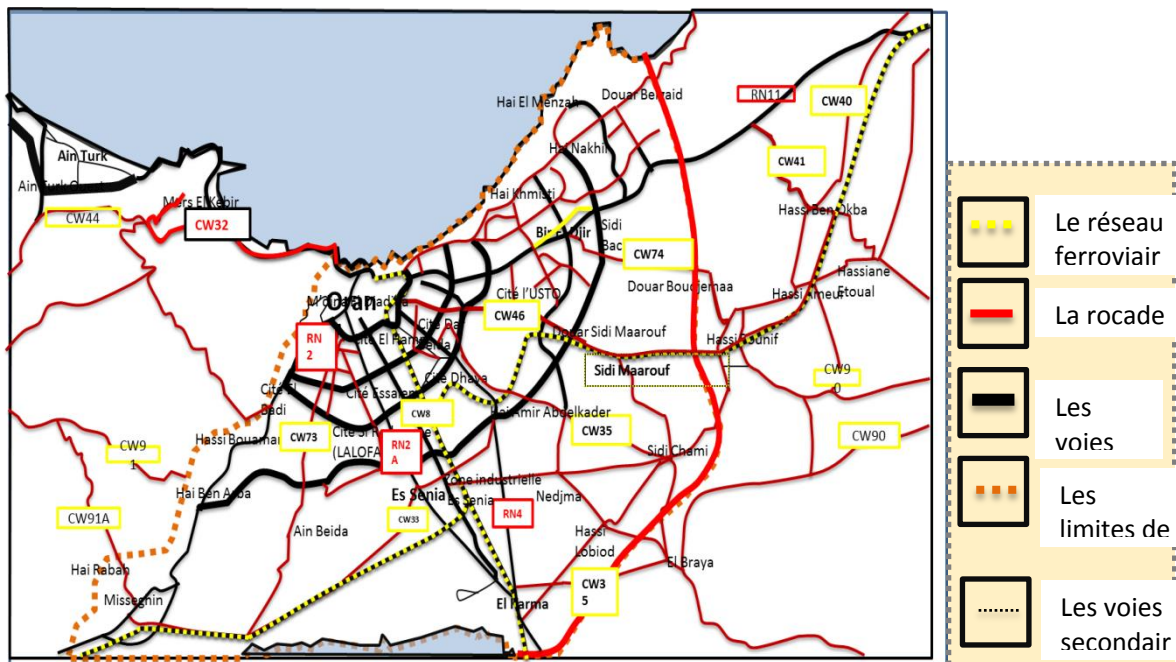 Hai El Menzah
Douar Belgaid
RN11
CW40
Ain Turk
Hai Nakhil
CW41
Mers El Kebir
Hai Khmisti
CW44
CW32
Hassi Ben Okba
Bir El Djir
Sidi
Bac
CW74
Hassiane
Etoual
Cité l'USTO
Douar Boudjemaa
Hassi Ameur
Oran
CW46
RN
2
Cité El
Douar Sidi Maarouf
Hassi Bounif
Sidi Maarouf
CW9
0
Cité Dhaya
Cité El
Badi
Cité Essalem
CW8
Hai Amir Abdelkader
Hassi Bouamama
CW73
Cité Si R
(LALOFA
RN2
A
CW35
CW90
CW9
1
Sidi Chami
Zone industrielle
Es Senia
Hai Ben Arba
Es Senia
Nedjma
RN4
CW91A
CW33
Ain Beida
Hassi
Lobiod
El Braya
Hai Rabah
CW3
5
Misseghin
El Karma
Le réseau
ferroviair
La rocade
Les
voies
Les
limites de
Les voies
secondair